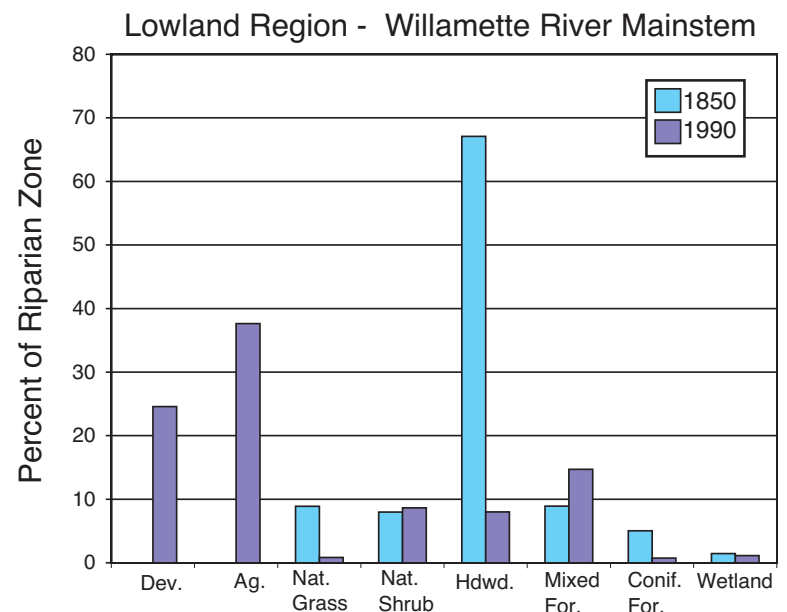 Lowland Region - Willamette River Mainstem
Percent of Riparian Zone
80
70
60
50
40
30
20
10
0
1850
1990
Dev.
Ag.
Nat.
Grass
Nat.
Shrub
Hdwd.
Mixed
For.
Conif.
For.
Wetland